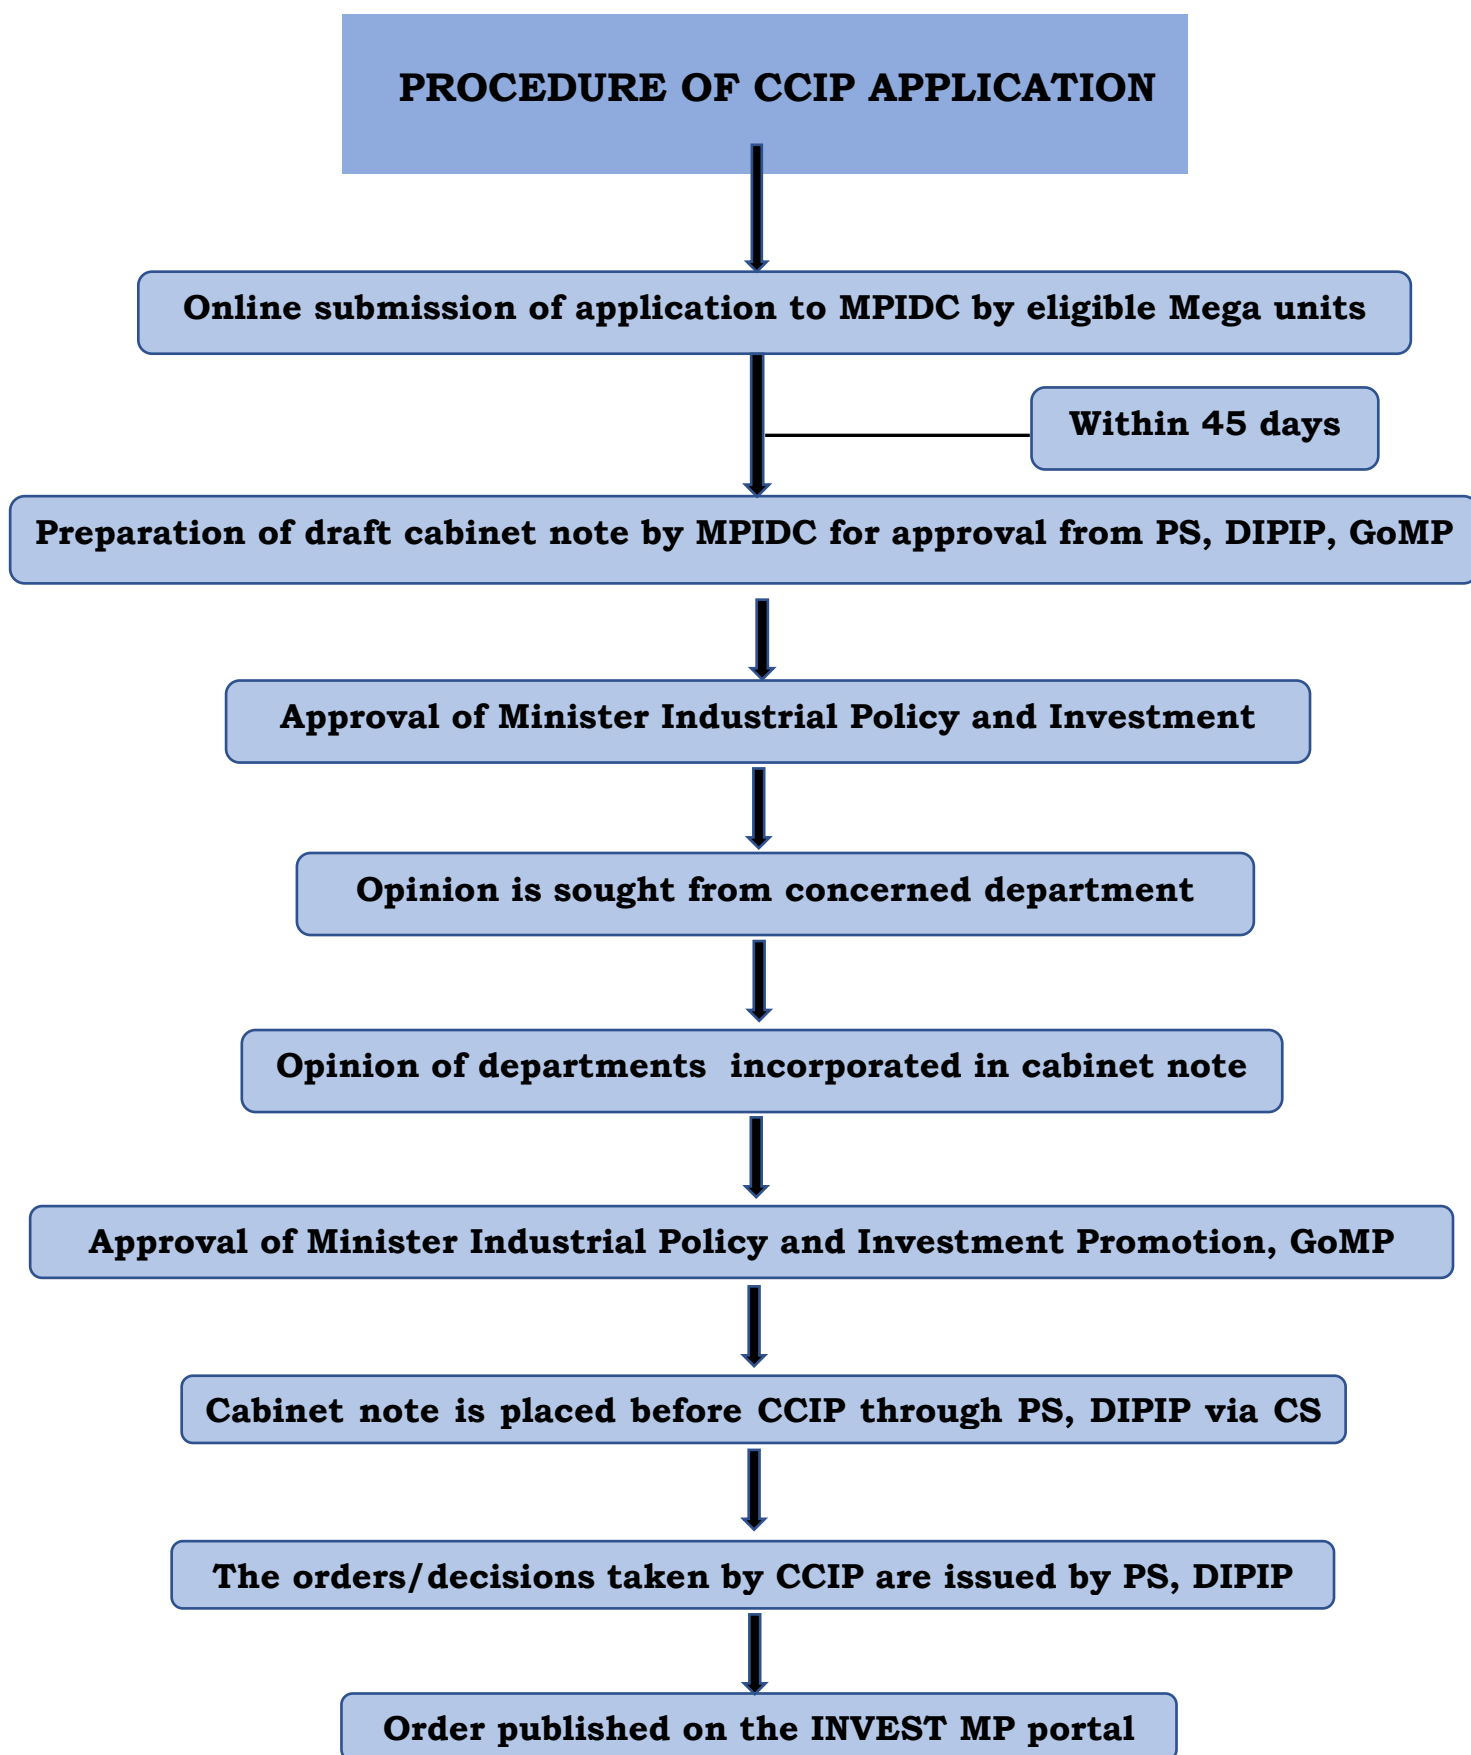 PROCEDURE OF CCIP APPLICATION
Online submission of application to MPIDC by eligible Mega units
Within 45 days
Preparation of draft cabinet note by MPIDC for approval from PS, DIPIP, GoMP
Approval of Minister Industrial Policy and Investment
Opinion is sought from concerned department
Opinion of departments incorporated in cabinet note
Approval of Minister Industrial Policy and Investment Promotion, GoMP
Cabinet note is placed before CCIP through PS, DIPIP via CS
The orders/decisions taken by CCIP are issued by PS, DIPIP
Order published on the INVEST MP portal